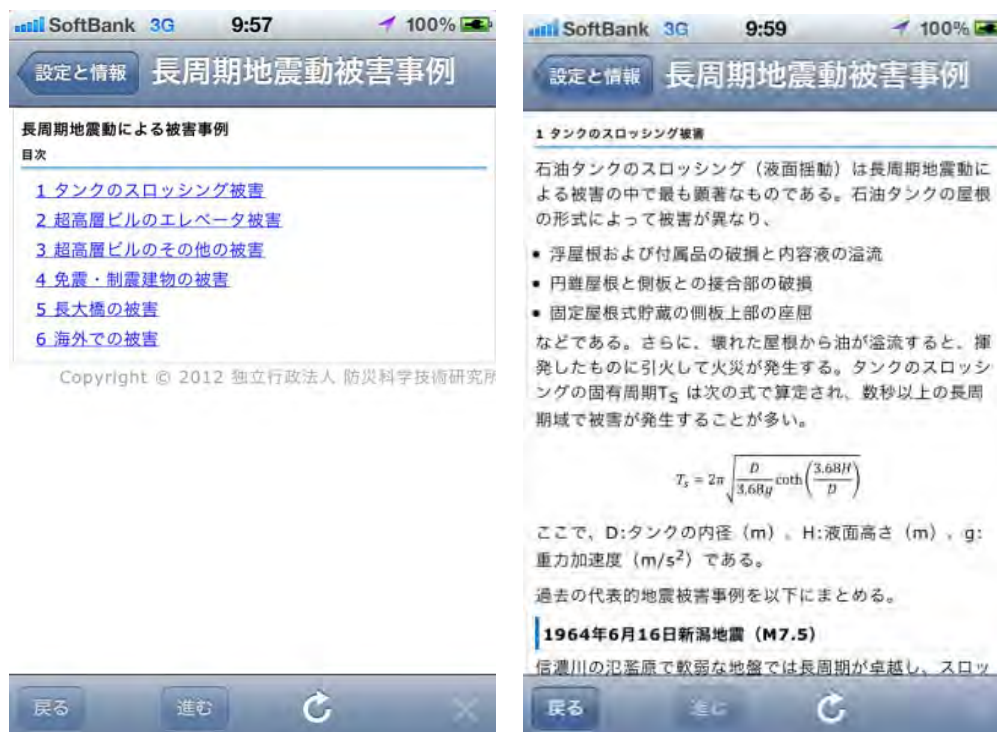 SoftBank 3G 9:57 100%
設定と情報 長周期地震動被害事例
長周期地震動による被害事例
目次
1 タンクのスロッシング被害
2 超高層ビルのエレベータ被害
3 超高層ビルのその他の被害
4 免震・制震建物の被害
5 長大橋の被害
6 海外での被害
Copyright © 2012 独立行政法人 防災科学技術研究所
戻る 進む
SoftBank 3G 9:59 100%
設定と情報 長周期地震動被害事例
1 タンクのスロッシング被害
石油タンクのスロッシング（液面揺動）は長周期地震動に
よる被害の中で最も顕著なものである。石油タンクの屋根
の形式によって被害が異なり、
• 浮屋根および付属品の破損と内容液の溢流
• 円錐屋根と側板との接合部の破損
• 固定屋根式貯蔵の側板上部の座屈
などである。さらに、壊れた屋根から油が溢流すると、揮
発したものに引火して火災が発生する。タンクのスロッシ
ングの固有周期Ts は次の式で算定され、数秒以上の長周
期域で被害が発生することが多い。
Ts = 2π√(D/3.68g coth(3.68H/D))
ここで、D:タンクの内径（m）、H:液面高さ（m）、g:
重力加速度（m/s²）である。
過去の代表的地震被害事例を以下にまとめる。
1964年6月16日新潟地震（M7.5）
信濃川の氾濫原で軟弱な地盤では長周期が卓越し、スロッ
戻る 進む